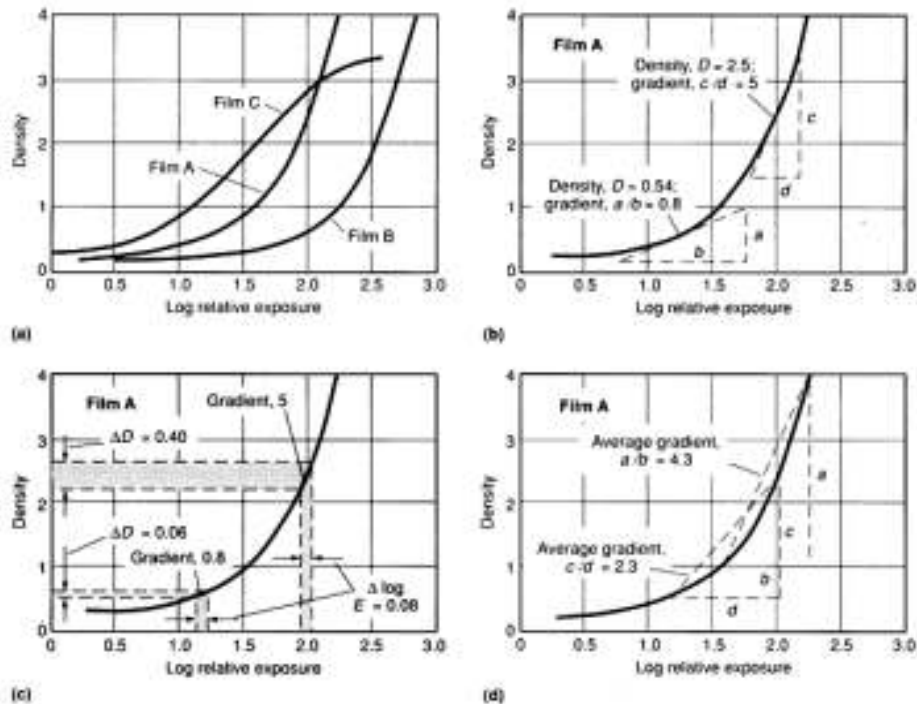 4
3
2
1
0
Density
Film C
Film A
Film B
0 0.5 1.0 1.5 2.0 2.5 3.0
Log relative exposure
(a)
4
3
2
1
0
Density
Film A
Density, D = 2.5;
gradient, c/d = 5
c
d
Density, D = 0.54;
gradient, a/b = 0.8
a
b
0 0.5 1.0 1.5 2.0 2.5 3.0
Log relative exposure
(b)
4
3
2
1
0
Density
Film A
Gradient, 5
ΔD = 0.40
ΔD = 0.06
Gradient, 0.8
Δ log
E = 0.08
0 0.5 1.0 1.5 2.0 2.5 3.0
Log relative exposure
(c)
4
3
2
1
0
Density
Film A
Average gradient,
a/b = 4.3
a
c
Average gradient,
c/d = 2.3
b
d
0 0.5 1.0 1.5 2.0 2.5 3.0
Log relative exposure
(d)